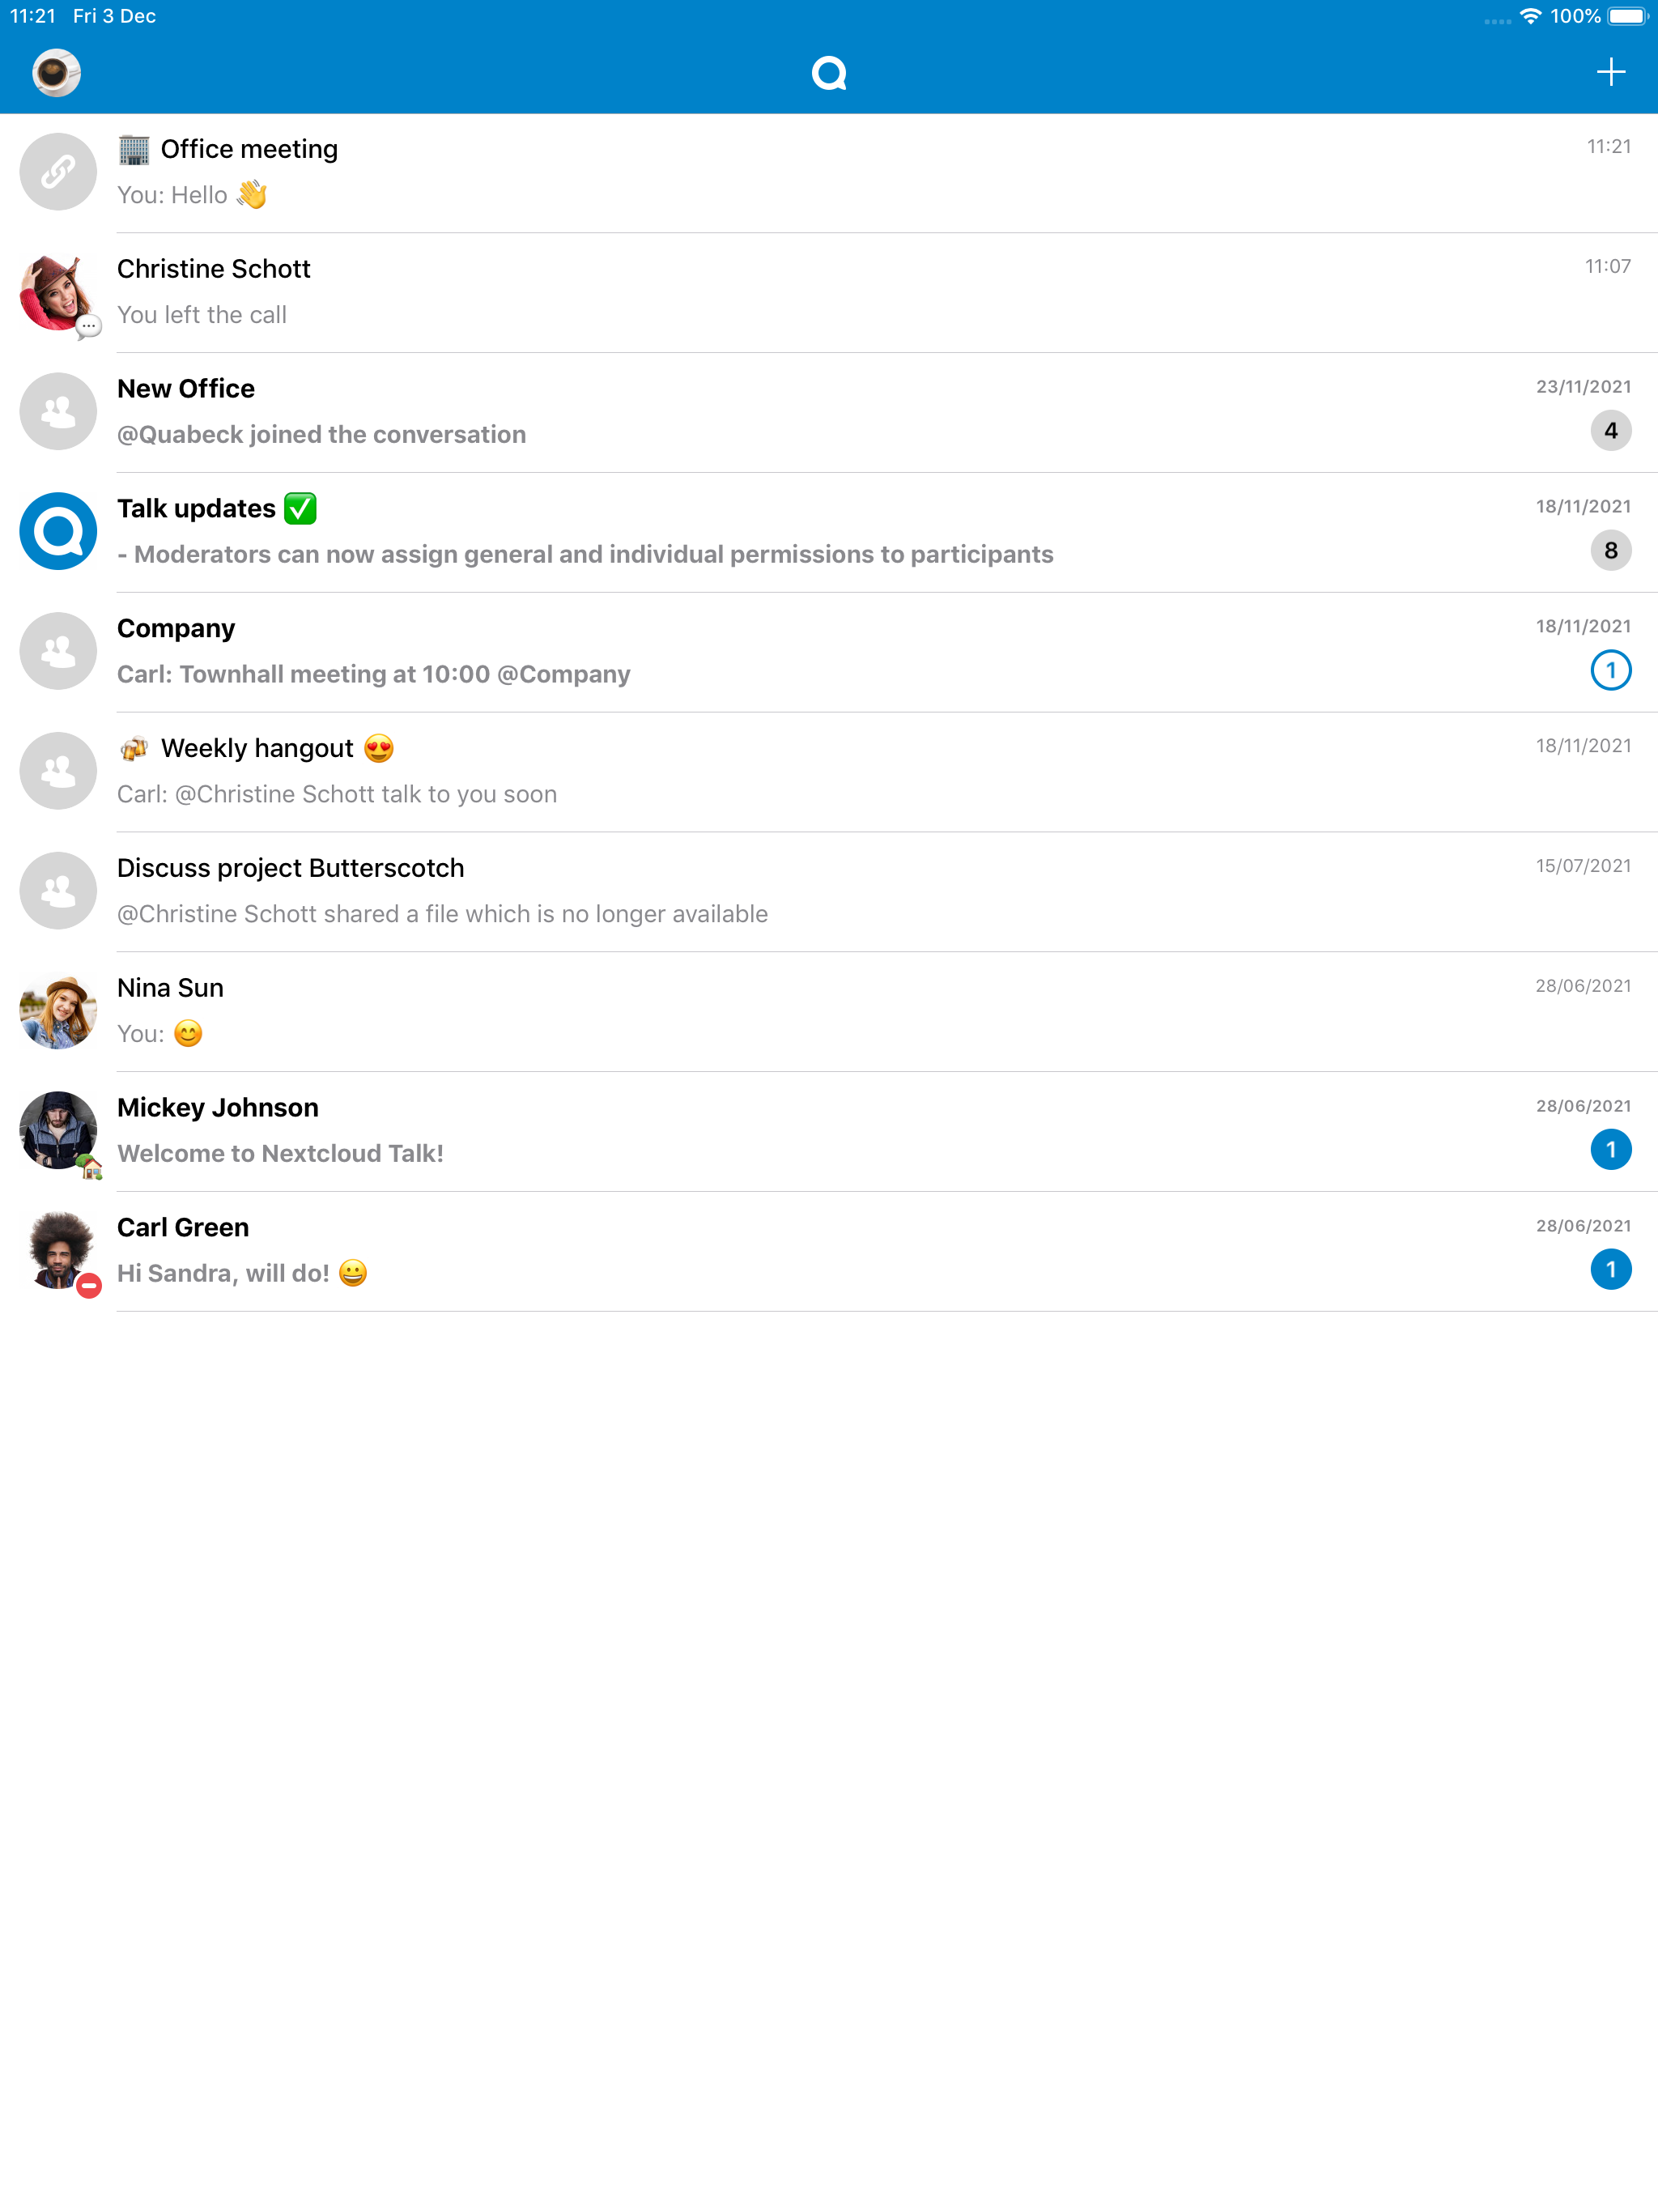 11:21 Fri 3 Dec 100%
🏢 Office meeting 11:21
You: Hello 👋
Christine Schott 11:07
You left the call
New Office 23/11/2021
@Quabeck joined the conversation 4
Talk updates ✅ 18/11/2021
- Moderators can now assign general and individual permissions to participants 8
Company 18/11/2021
Carl: Townhall meeting at 10:00 @Company 1
🍻 Weekly hangout 😍 18/11/2021
Carl: @Christine Schott talk to you soon
Discuss project Butterscotch 15/07/2021
@Christine Schott shared a file which is no longer available
Nina Sun 28/06/2021
You: 😊
Mickey Johnson 28/06/2021
Welcome to Nextcloud Talk! 1
Carl Green 28/06/2021
Hi Sandra, will do! 😀 1